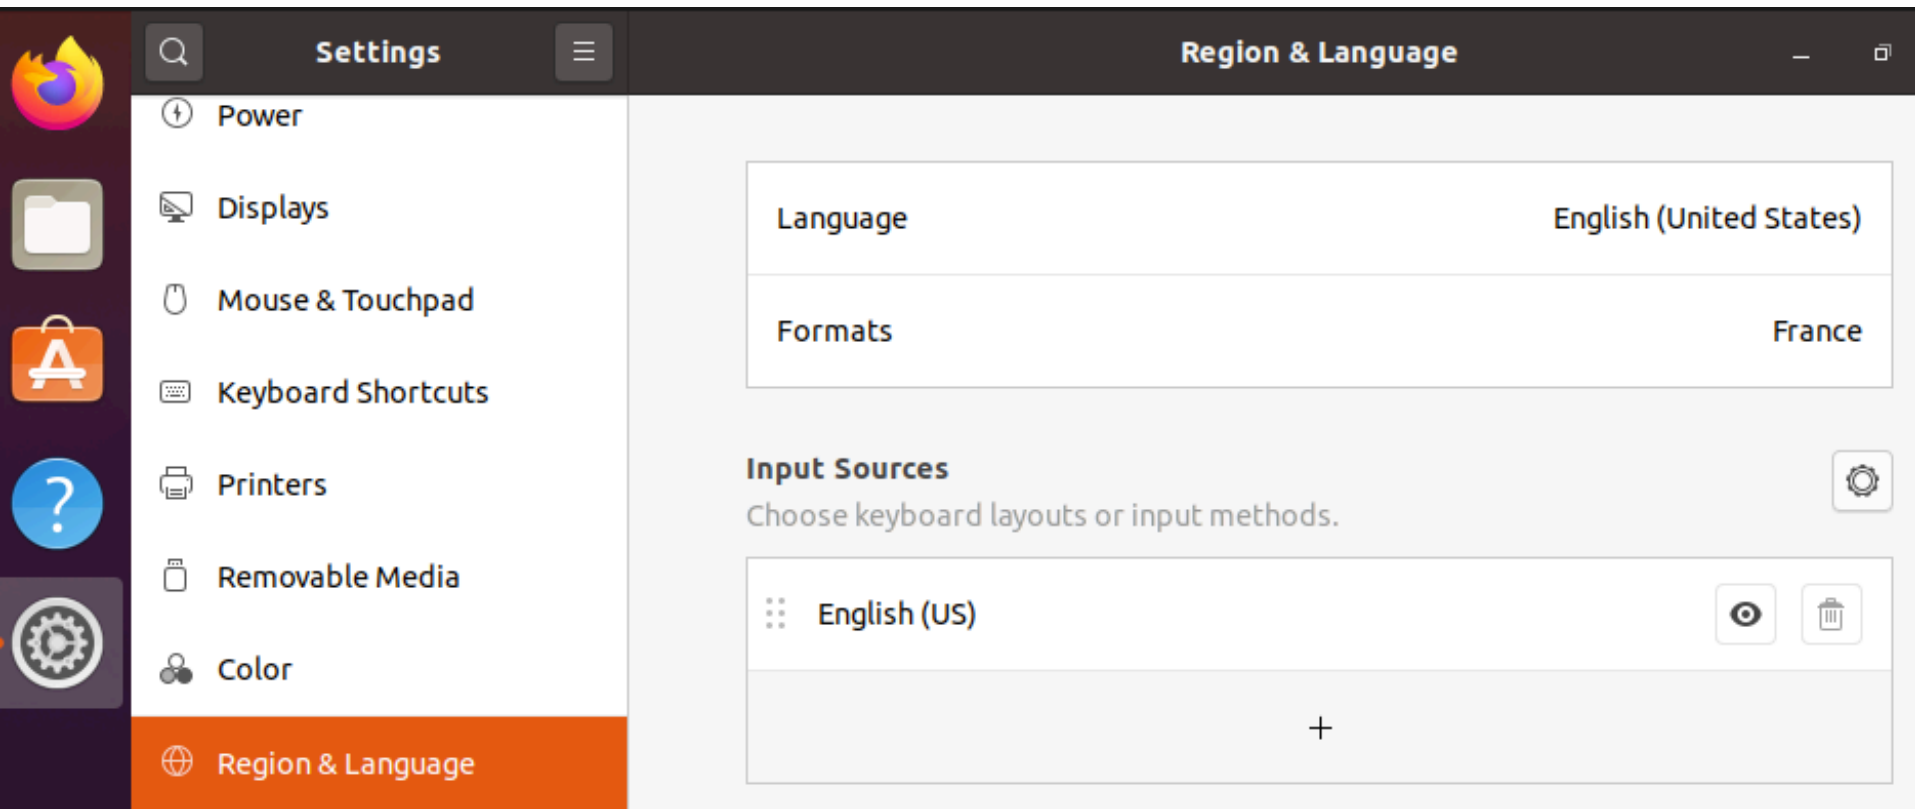 Settings
Region & Language
Power
Displays
Mouse & Touchpad
Keyboard Shortcuts
Printers
Removable Media
Color
Region & Language
Language English (United States)
Formats France
Input Sources
Choose keyboard layouts or input methods.
English (US)
+